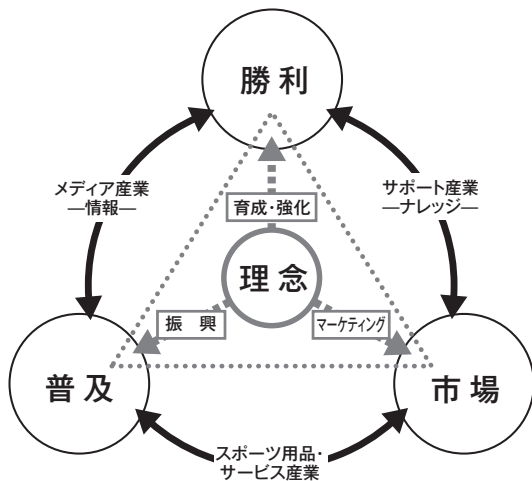 勝利
メディア産業
―情報―
サポート産業
―ナレッジ―
育成・強化
理念
振　興
マーケティング
普及
市場
スポーツ用品・
サービス産業